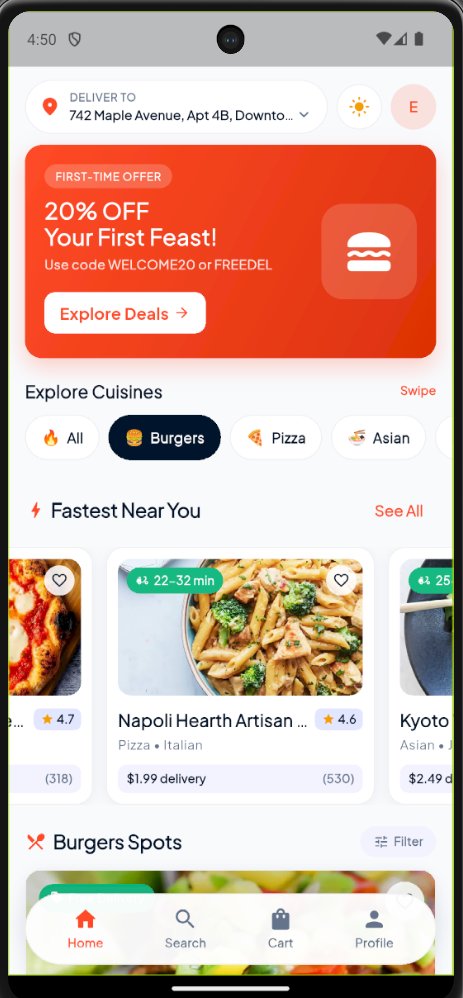 4:50
DELIVER TO
742 Maple Avenue, Apt 4B, Downto...
E
FIRST-TIME OFFER
20% OFF
Your First Feast!
Use code WELCOME20 or FREEDEL
Explore Deals →
Explore Cuisines
Swipe
All
Burgers
Pizza
Asian
Fastest Near You
See All
22–32 min
25
e...
4.7
Napoli Hearth Artisan ...
4.6
Kyoto
Pizza • Italian
Asian • J
(318)
$1.99 delivery
(530)
$2.49 d
Burgers Spots
Filter
Free Delivery
Home
Search
Cart
Profile